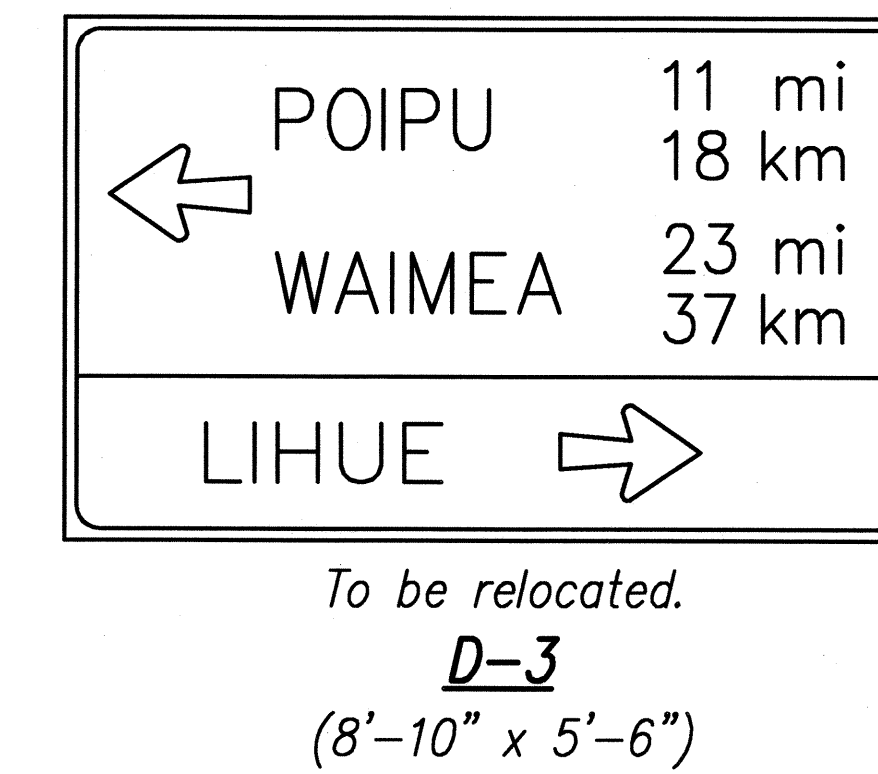 POIPU 11 mi
18 km
WAIMEA 23 mi
37 km
LIHUE
To be relocated.
D-3
(8'-10" x 5'-6")